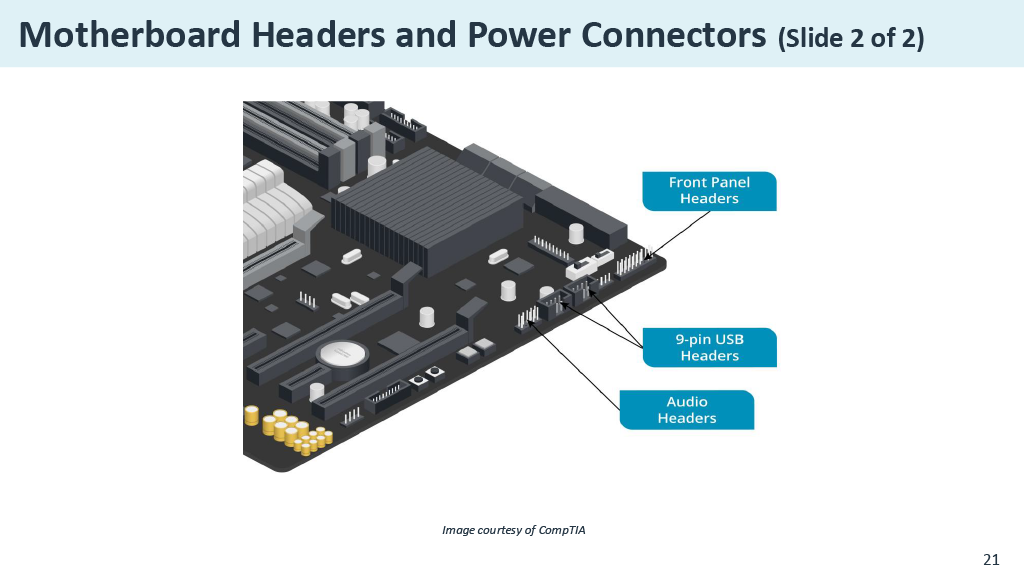 Motherboard Headers and Power Connectors (Slide 2 of 2)
Front Panel
Headers
9-pin USB
Headers
Audio
Headers
Image courtesy of CompTIA
21